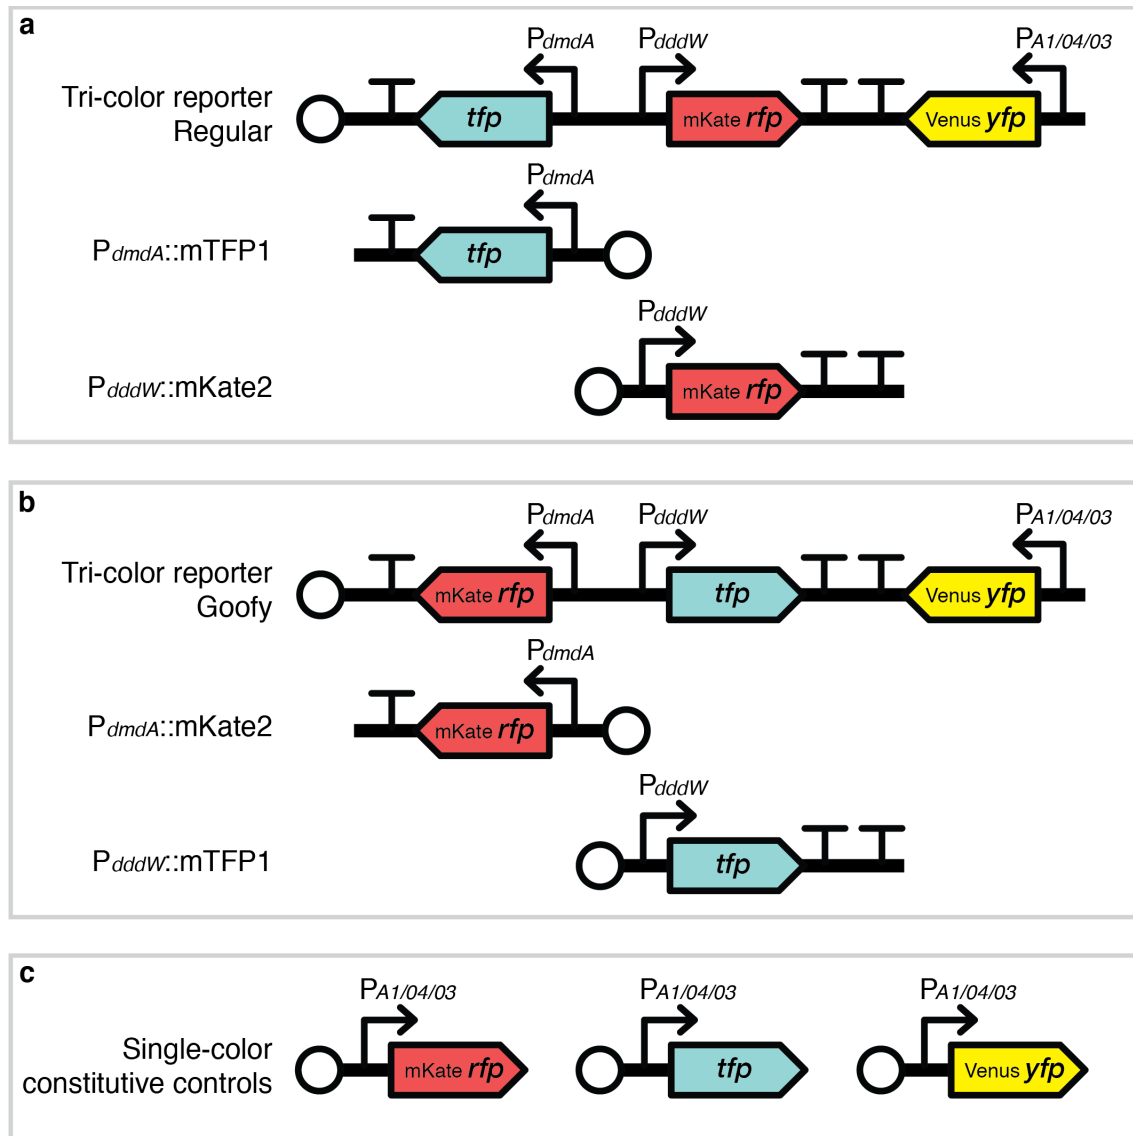 a
PdmdA PdddW PA1/04/03
Tri-color reporter
Regular
tfp mKate rfp Venus yfp
PdmdA
PdmdA::mTFP1 tfp
PdddW
PdddW::mKate2 mKate rfp
b
PdmdA PdddW PA1/04/03
Tri-color reporter
Goofy
mKate rfp tfp Venus yfp
PdmdA
PdmdA::mKate2 mKate rfp
PdddW
PdddW::mTFP1 tfp
c
PA1/04/03 PA1/04/03 PA1/04/03
Single-color
constitutive controls
mKate rfp tfp Venus yfp